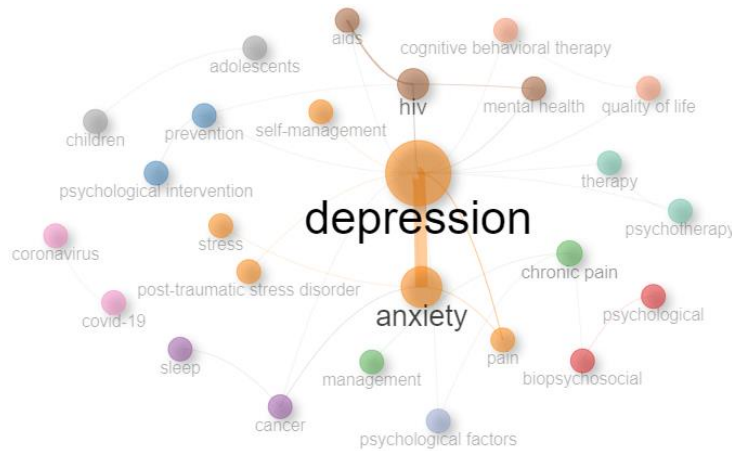 aids
cognitive behavioral therapy
adolescents
hiv
mental health
quality of life
children
prevention
self-management
psychological intervention
therapy
depression
psychotherapy
stress
coronavirus
chronic pain
post-traumatic stress disorder
covid-19
anxiety
psychological
sleep
management
pain
biopsychosocial
cancer
psychological factors